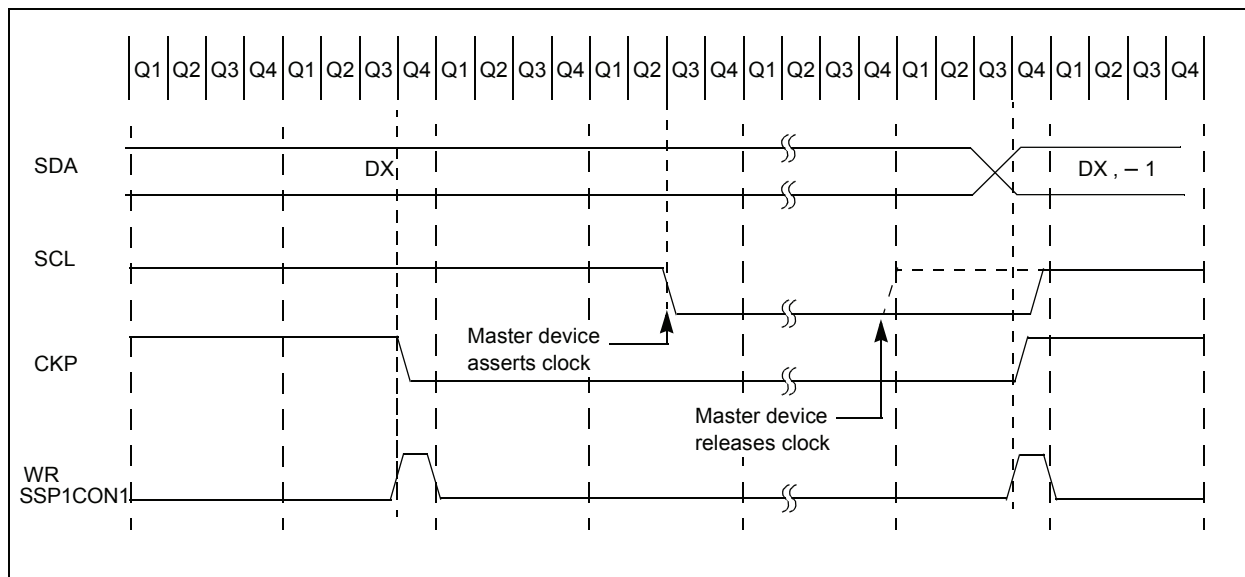 Q1 Q2 Q3 Q4 Q1 Q2 Q3 Q4 Q1 Q2 Q3 Q4 Q1 Q2 Q3 Q4 Q1 Q2 Q3 Q4 Q1 Q2 Q3 Q4 Q1 Q2 Q3 Q4
SDA
DX
DX , – 1
SCL
Master device
asserts clock
CKP
Master device
releases clock
WR
SSP1CON1